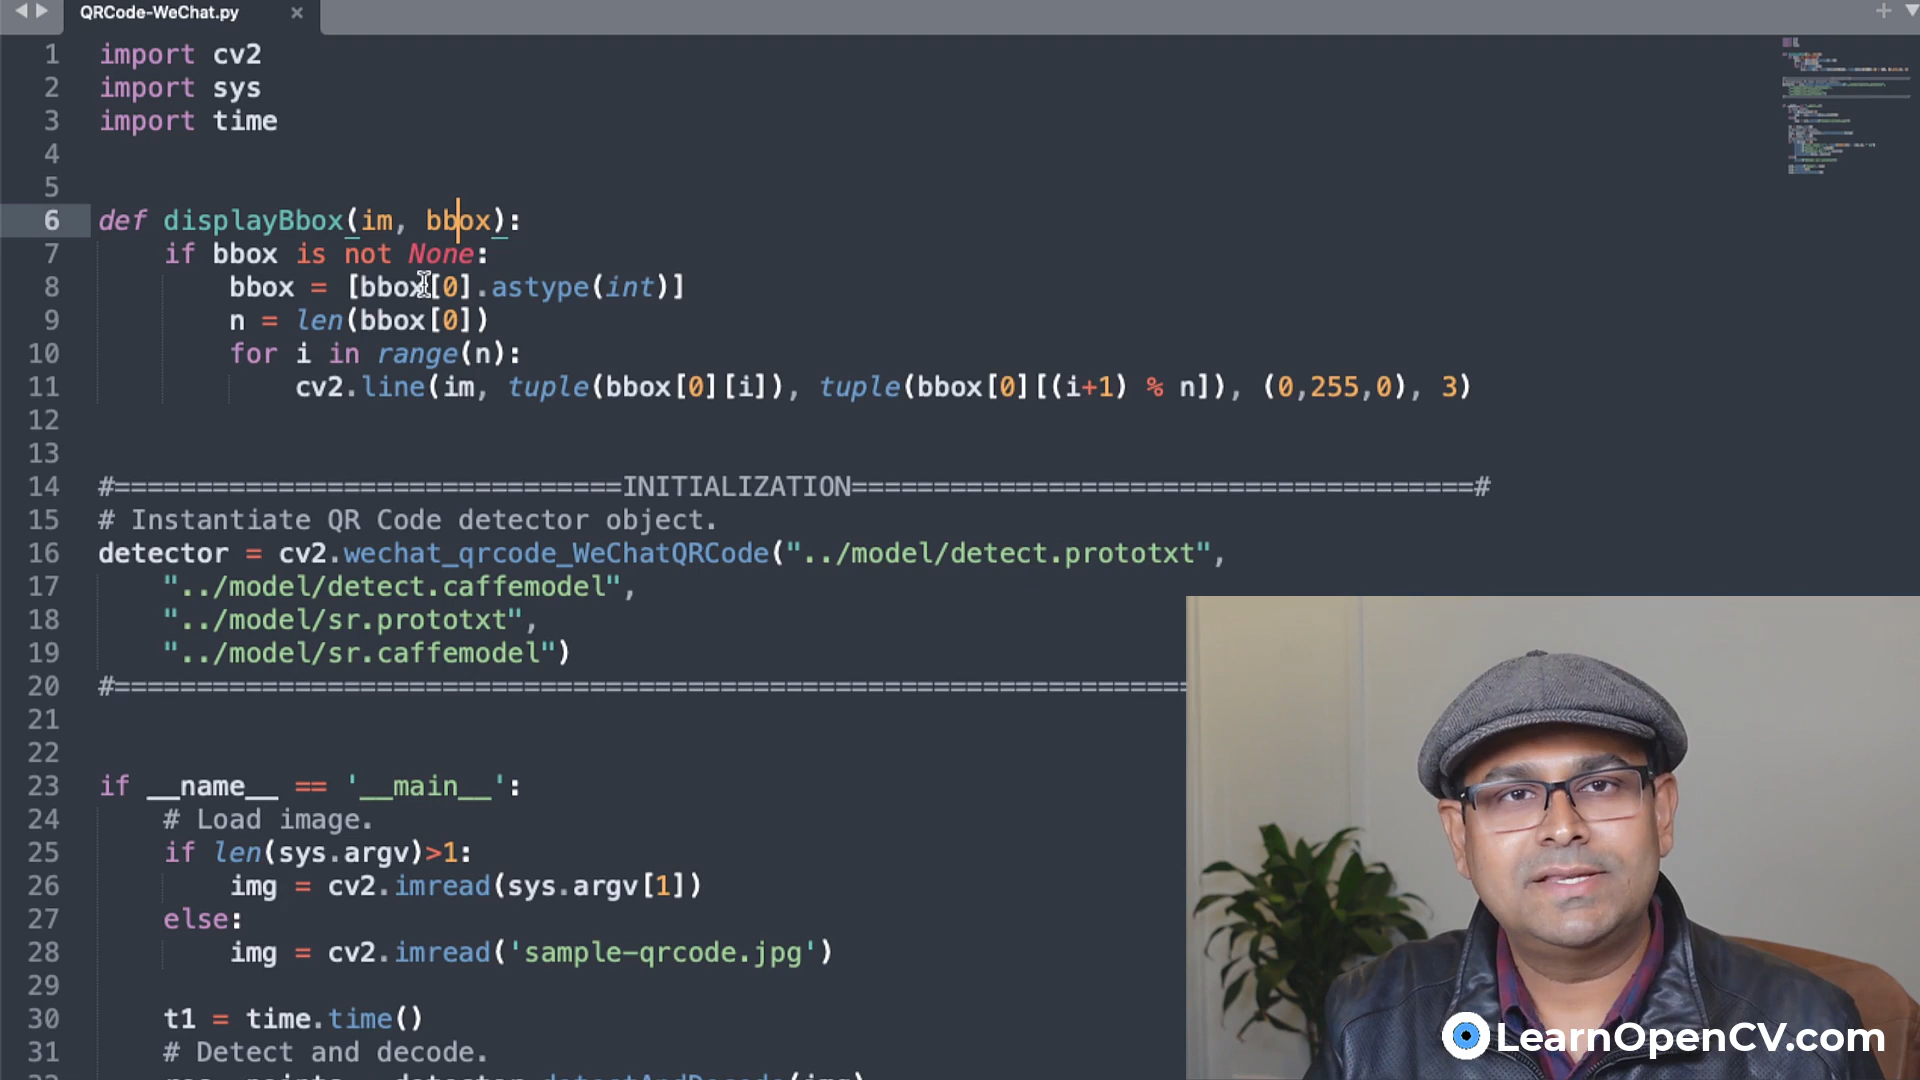 QRCode-WeChat.py
1 import cv2
2 import sys
3 import time
4
5
6 def displayBbox(im, bbox):
7 if bbox is not None:
8 bbox = [bbox[0].astype(int)]
9 n = len(bbox[0])
10 for i in range(n):
11 cv2.line(im, tuple(bbox[0][i]), tuple(bbox[0][(i+1) % n]), (0,255,0), 3)
12
13
14 #===============================INITIALIZATION======================================#
15 # Instantiate QR Code detector object.
16 detector = cv2.wechat_qrcode_WeChatQRCode("../model/detect.prototxt",
17 "../model/detect.caffemodel",
18 "../model/sr.prototxt",
19 "../model/sr.caffemodel")
20 #==================================================================
21
22
23 if __name__ == '__main__':
24 # Load image.
25 if len(sys.argv)>1:
26 img = cv2.imread(sys.argv[1])
27 else:
28 img = cv2.imread('sample-qrcode.jpg')
29
30 t1 = time.time()
31 # Detect and decode.
LearnOpenCV.com